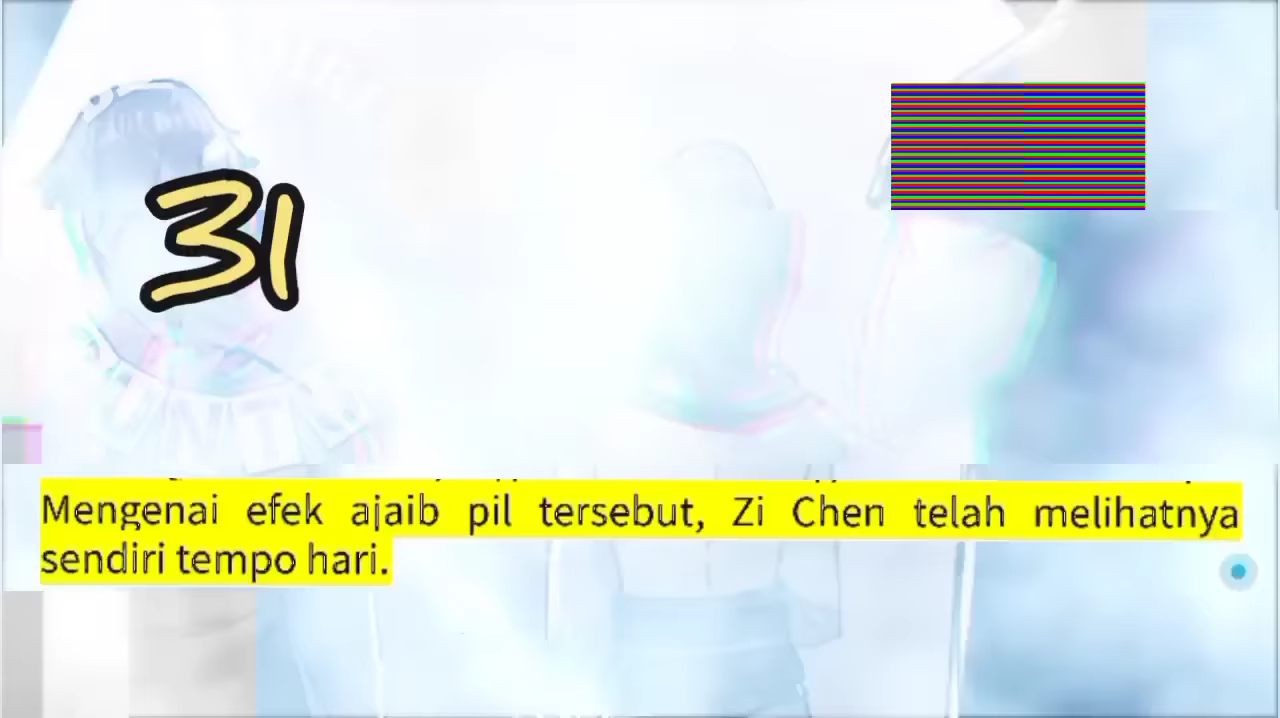 31
Mengenai efek ajaib pil tersebut, Zi Chen telah melihatnya
sendiri tempo hari.